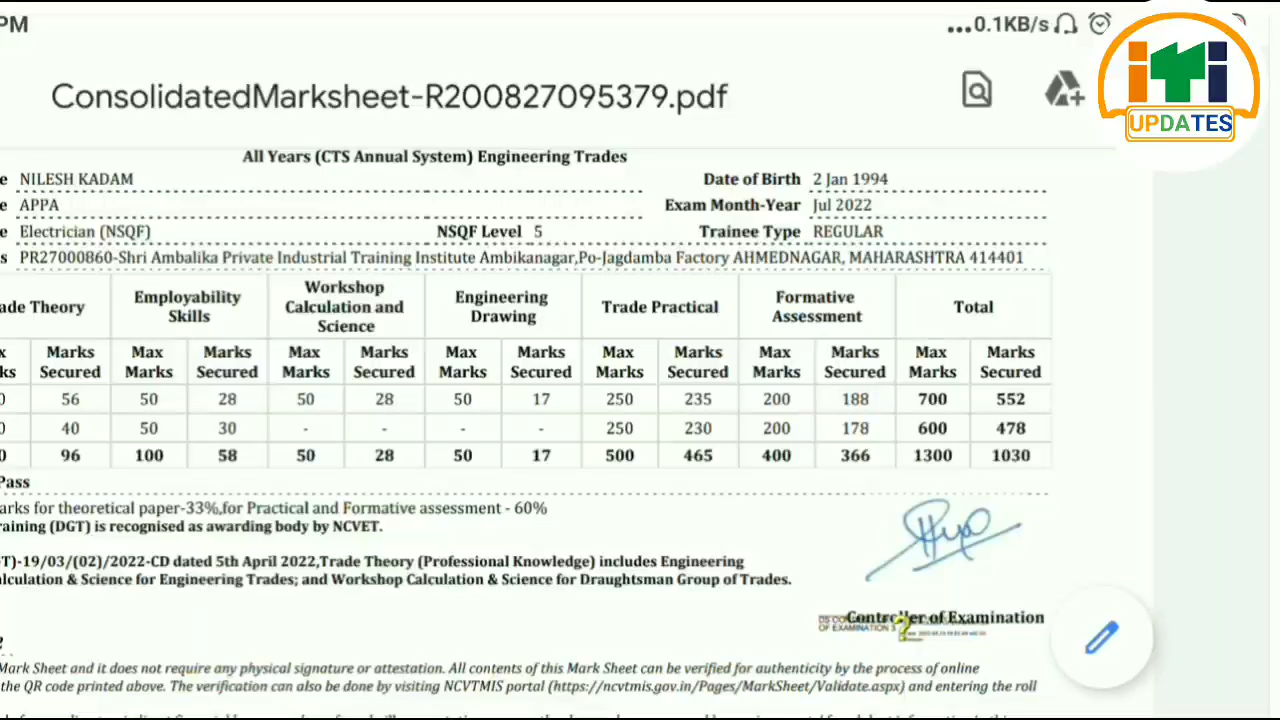 PM
...0.1KB/s
iTi
UPDATES
ConsolidatedMarksheet-R200827095379.pdf
All Years (CTS Annual System) Engineering Trades
e NILESH KADAM Date of Birth 2 Jan 1994
e APPA Exam Month-Year Jul 2022
e Electrician (NSQF) NSQF Level 5 Trainee Type REGULAR
s PR27000860-Shri Ambalika Private Industrial Training Institute Ambikanagar,Po-Jagdamba Factory AHMEDNAGAR, MAHARASHTRA 414401
ade Theory Employability Skills Workshop Calculation and Science Engineering Drawing Trade Practical Formative Assessment Total
x ks Marks Secured Max Marks Marks Secured Max Marks Marks Secured Max Marks Marks Secured Max Marks Marks Secured Max Marks Marks Secured Max Marks Marks Secured
0 56 50 28 50 28 50 17 250 235 200 188 700 552
0 40 50 30 - - - - 250 230 200 178 600 478
0 96 100 58 50 28 50 17 500 465 400 366 1300 1030
Pass
arks for theoretical paper-33%,for Practical and Formative assessment - 60%
raining (DGT) is recognised as awarding body by NCVET.
T)-19/03/(02)/2022-CD dated 5th April 2022,Trade Theory (Professional Knowledge) includes Engineering
alculation & Science for Engineering Trades; and Workshop Calculation & Science for Draughtsman Group of Trades.
Controller of Examination
OF EXAMINATION 3
Mark Sheet and it does not require any physical signature or attestation. All contents of this Mark Sheet can be verified for authenticity by the process of online
the QR code printed above. The verification can also be done by visiting NCVTMIS portal (https://ncvtmis.gov.in/Pages/MarkSheet/Validate.aspx) and entering the roll